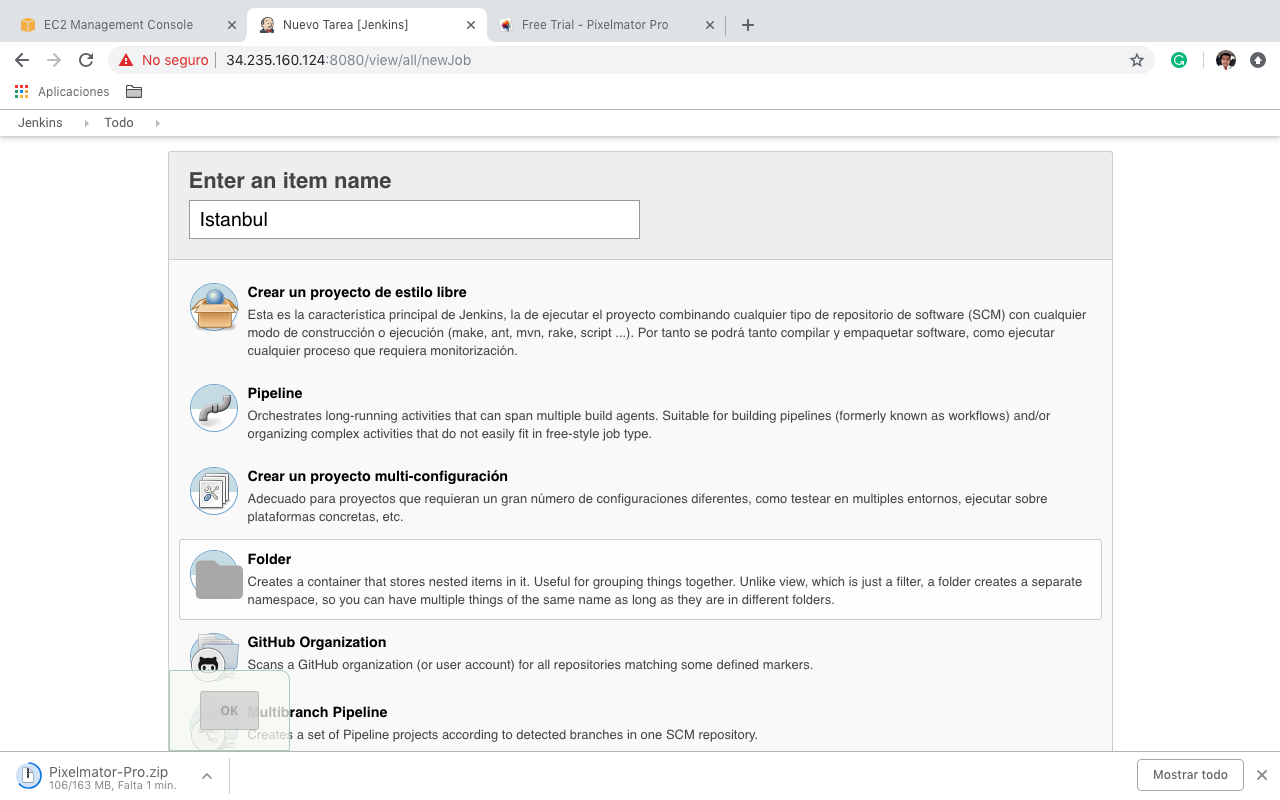 EC2 Management Console
Nuevo Tarea [Jenkins]
Free Trial - Pixelmator Pro
No seguro
34.235.160.124:8080/view/all/newJob
Aplicaciones
Jenkins
Todo
Enter an item name
Istanbul
Crear un proyecto de estilo libre
Esta es la característica principal de Jenkins, la de ejecutar el proyecto combinando cualquier tipo de repositorio de software (SCM) con cualquier
modo de construcción o ejecución (make, ant, mvn, rake, script ...). Por tanto se podrá tanto compilar y empaquetar software, como ejecutar
cualquier proceso que requiera monitorización.
Pipeline
Orchestrates long-running activities that can span multiple build agents. Suitable for building pipelines (formerly known as workflows) and/or
organizing complex activities that do not easily fit in free-style job type.
Crear un proyecto multi-configuración
Adecuado para proyectos que requieran un gran número de configuraciones diferentes, como testear en multiples entornos, ejecutar sobre
plataformas concretas, etc.
Folder
Creates a container that stores nested items in it. Useful for grouping things together. Unlike view, which is just a filter, a folder creates a separate
namespace, so you can have multiple things of the same name as long as they are in different folders.
GitHub Organization
Scans a GitHub organization (or user account) for all repositories matching some defined markers.
OK
Multibranch Pipeline
Creates a set of Pipeline projects according to detected branches in one SCM repository.
Pixelmator-Pro.zip
106/163 MB, Falta 1 min.
Mostrar todo